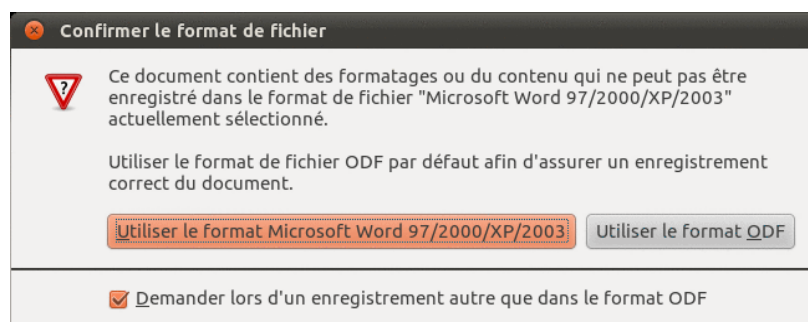 Confirmer le format de fichier
Ce document contient des formatages ou du contenu qui ne peut pas être
enregistré dans le format de fichier "Microsoft Word 97/2000/XP/2003"
actuellement sélectionné.
Utiliser le format de fichier ODF par défaut afin d'assurer un enregistrement
correct du document.
Utiliser le format Microsoft Word 97/2000/XP/2003 Utiliser le format ODF
Demander lors d'un enregistrement autre que dans le format ODF